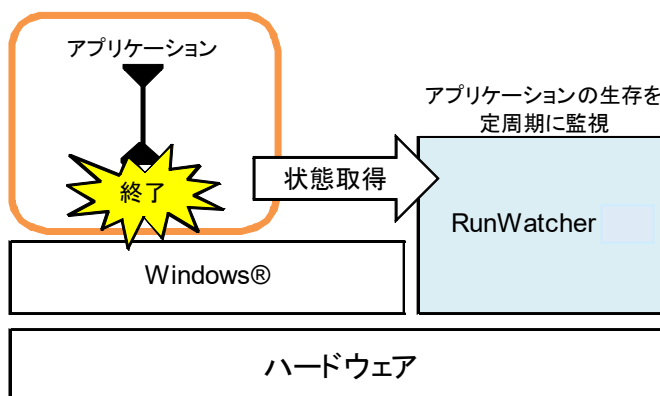 アプリケーション
終了
状態取得
アプリケーションの生存を
定周期に監視
RunWatcher
Windows®
ハードウェア